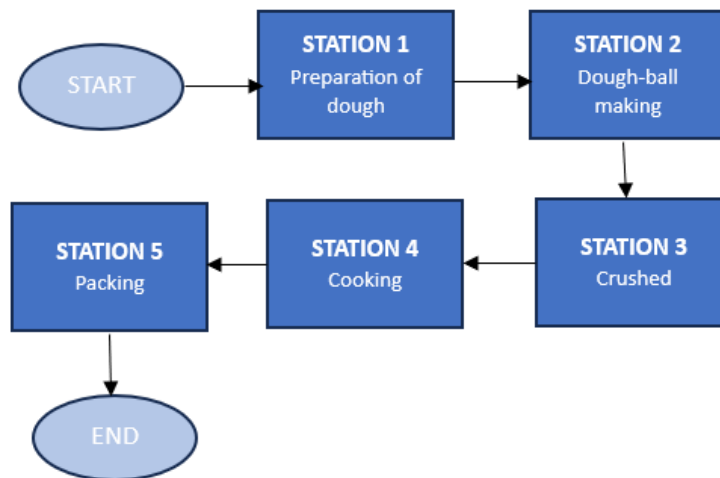 START
STATION 1
Preparation of
dough
STATION 2
Dough-ball
making
STATION 3
Crushed
STATION 4
Cooking
STATION 5
Packing
END